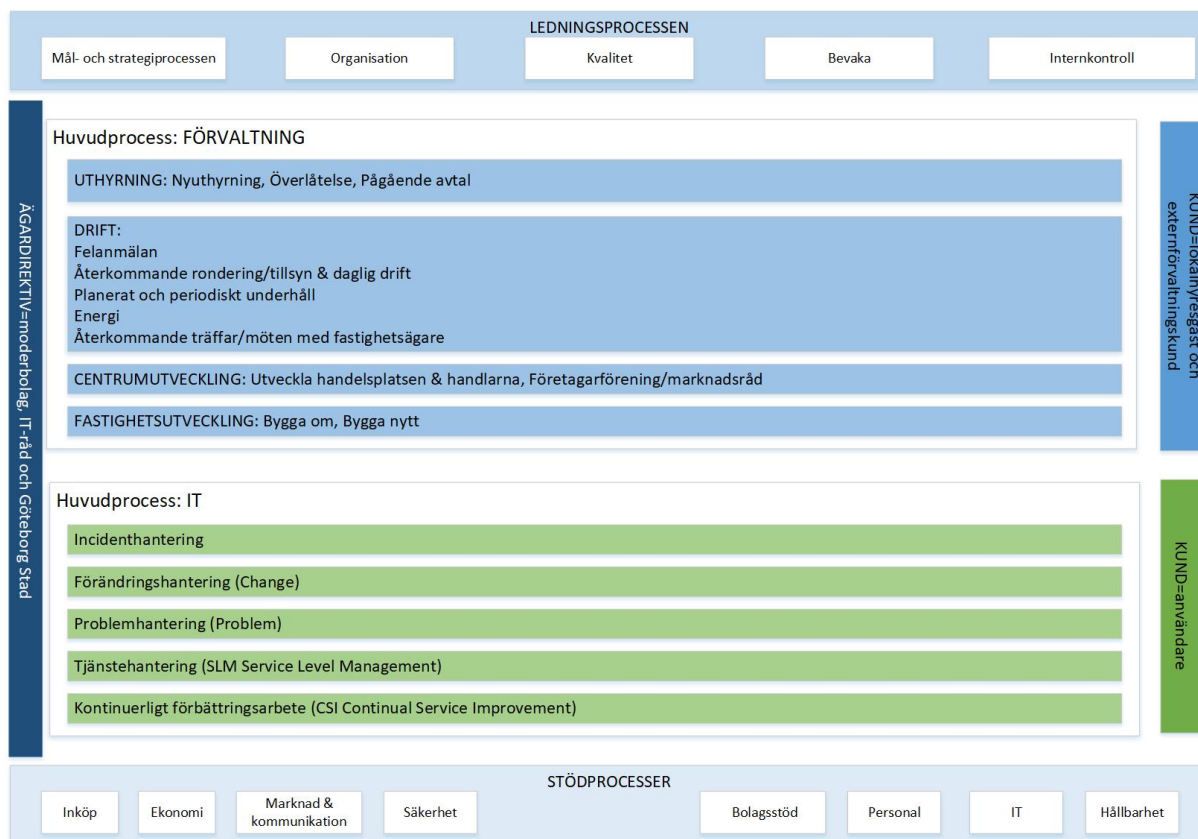 LEDNINGSPROCESSEN
Mål- och strategiprocessen
Organisation
Kvalitet
Bevaka
Internkontroll
ÄGARDIREKTIV=moderbolag, IT-råd och Göteborg Stad
Huvudprocess: FÖRVALTNING
UTHYRNING: Nyuthyrning, Överlåtelse, Pågående avtal
DRIFT:
Felanmälan
Återkommande rondering/tillsyn & daglig drift
Planerat och periodiskt underhåll
Energi
Återkommande träffar/möten med fastighetsägare
CENTRUMUTVECKLING: Utveckla handelsplatsen & handlarna, Företagarförening/marknadsråd
FASTIGHETSUTVECKLING: Bygga om, Bygga nytt
KUND=lokalhyresgäst och
externförvaltningskund
Huvudprocess: IT
Incidenthantering
Förändringshantering (Change)
Problemhantering (Problem)
Tjänstehantering (SLM Service Level Management)
Kontinuerligt förbättringsarbete (CSI Continual Service Improvement)
KUND=användare
STÖDPROCESSER
Inköp
Ekonomi
Marknad &
kommunikation
Säkerhet
Bolagsstöd
Personal
IT
Hållbarhet